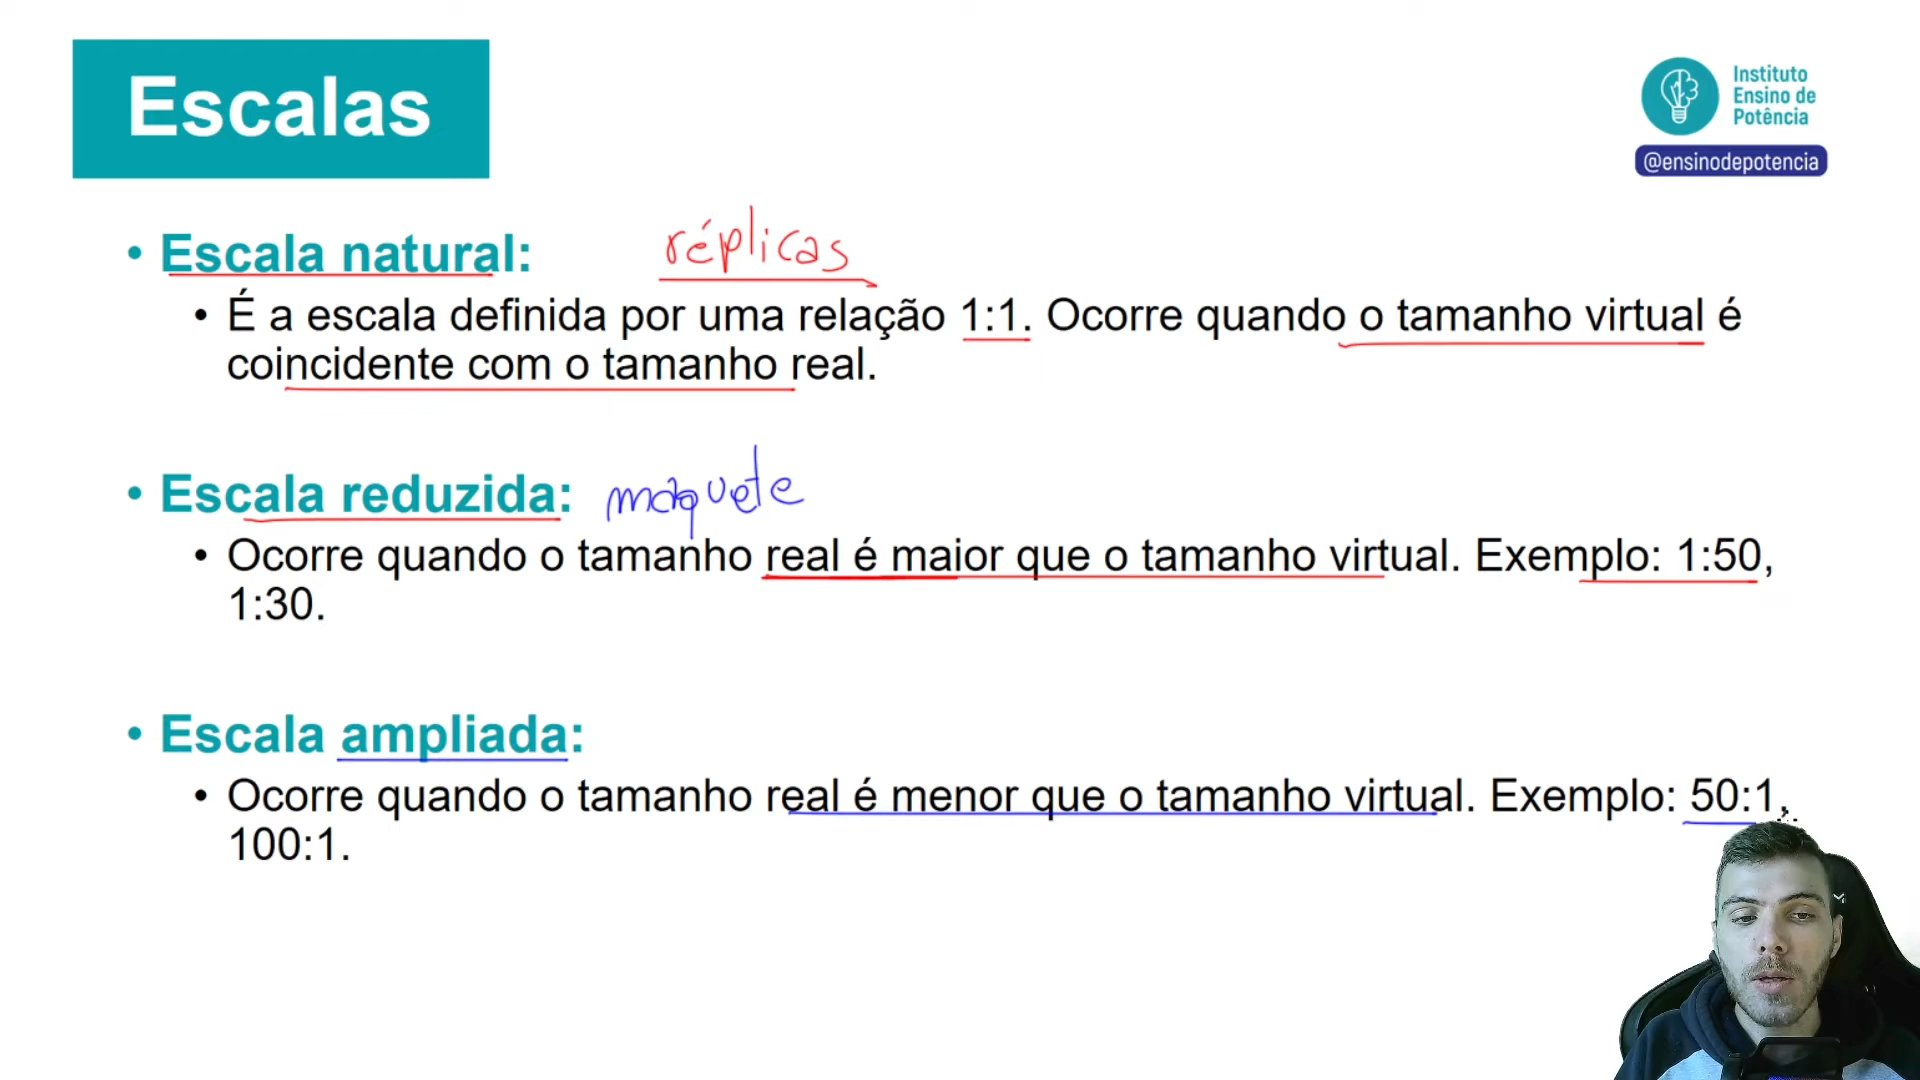 Escalas
Instituto
Ensino de
Potência
@ensinodepotencia
• Escala natural: réplicas
• É a escala definida por uma relação 1:1. Ocorre quando o tamanho virtual é
coincidente com o tamanho real.
• Escala reduzida: maquete
• Ocorre quando o tamanho real é maior que o tamanho virtual. Exemplo: 1:50,
1:30.
• Escala ampliada:
• Ocorre quando o tamanho real é menor que o tamanho virtual. Exemplo: 50:1,
100:1.